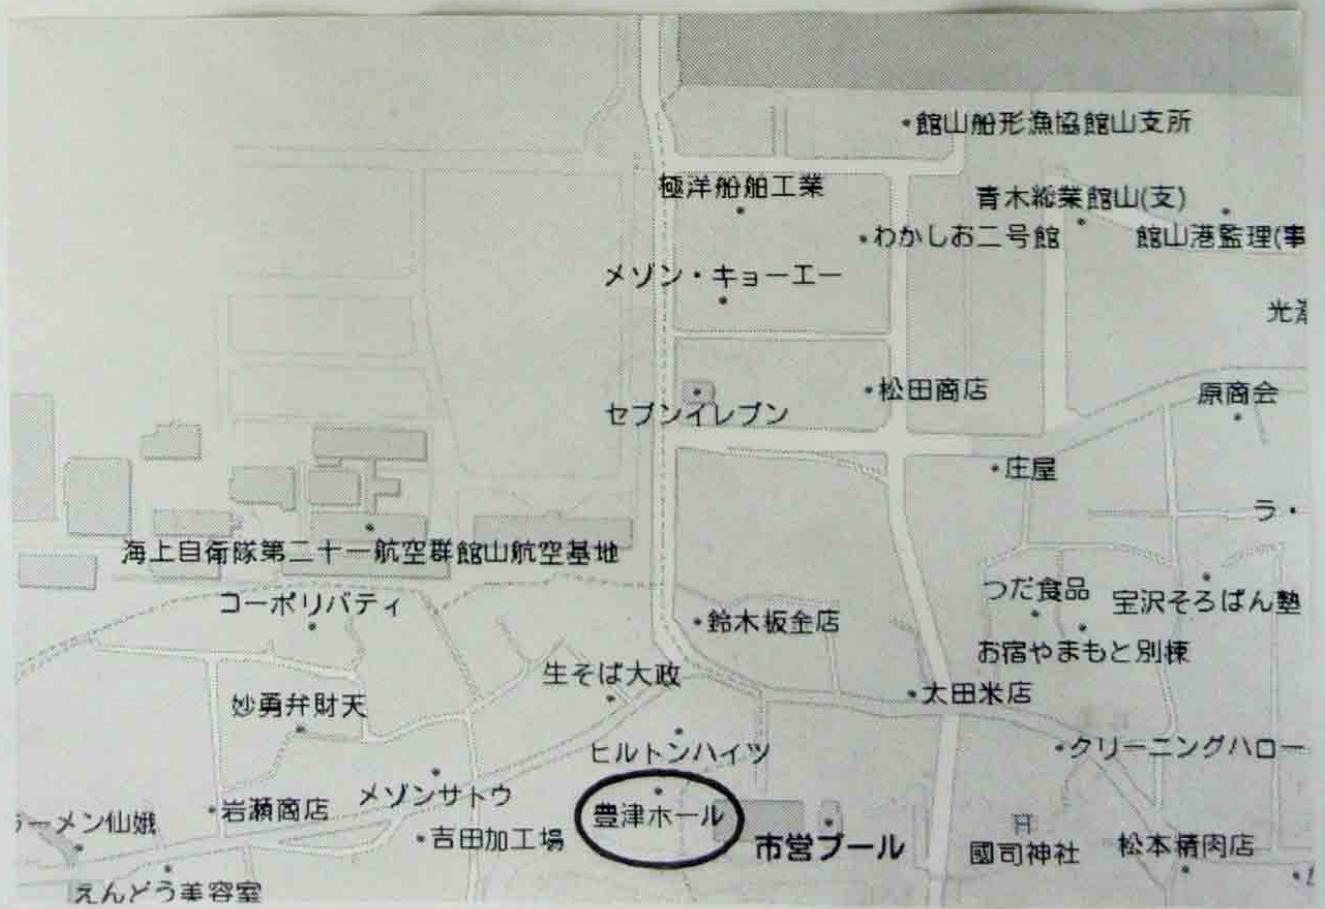 館山船形漁協館山支所
極洋船舶工業
青木総業館山(支)
わかしお二号館
館山港監理(事
メゾン・キョーエー
光
松田商店
原商会
セブンイレブン
庄屋
ラ・
海上自衛隊第二十一航空群館山航空基地
つだ食品
宝沢そろばん塾
コーポリバティ
鈴木板金店
お宿やまもと別棟
生そば大政
太田米店
妙勇弁財天
ヒルトンハイツ
クリーニングハロー
メゾンサトウ
岩瀬商店
豊津ホール
ラーメン仙娥
吉田加工場
市営プール
國司神社
松本精肉店
えんどう美容室